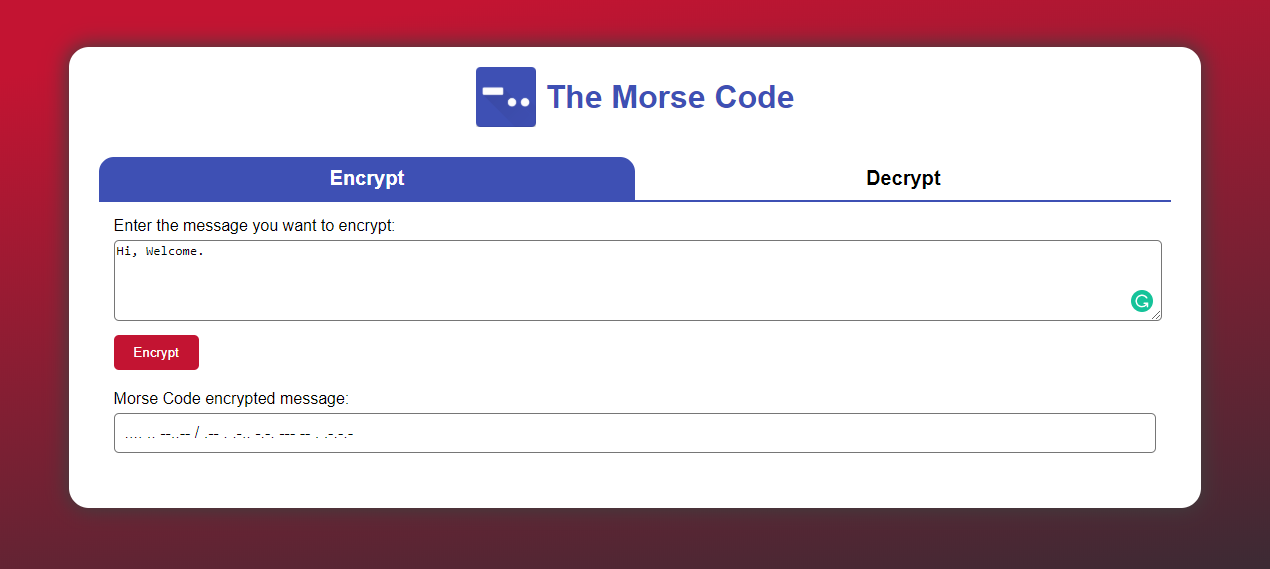 The Morse Code
Encrypt
Decrypt
Enter the message you want to encrypt:
Hi, Welcome.
Encrypt
Morse Code encrypted message:
.... .. --..-- / .-- . .-.. -.-. --- -- . .-.-.-